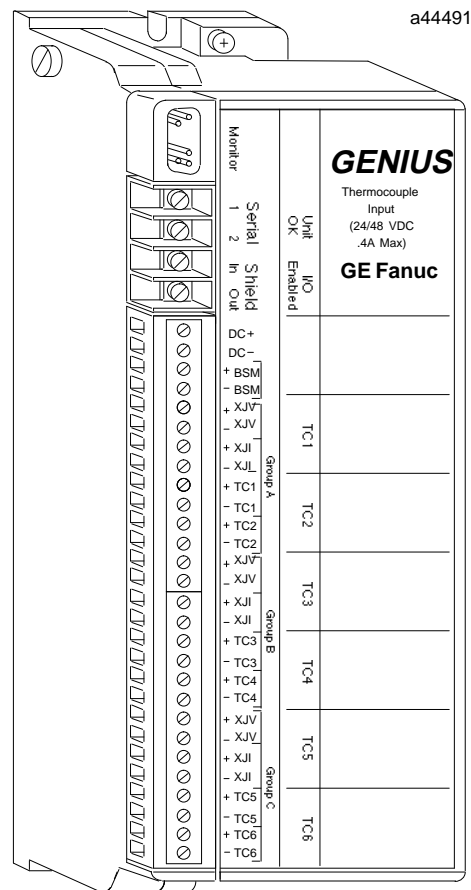 a44491
GENIUS
Thermocouple
Input
(24/48 VDC
.4A Max)
GE Fanuc
Monitor
Serial
1 2
Shield
In Out
Unit
OK
I/O
Enabled
DC+
DC−
+ BSM
− BSM
+ XJV
− XJV
+ XJI
− XJI
+ TC1
− TC1
+ TC2
− TC2
Group A
+ XJV
− XJV
+ XJI
− XJI
+ TC3
− TC3
+ TC4
− TC4
Group B
+ XJV
− XJV
+ XJI
− XJI
+ TC5
− TC5
+ TC6
− TC6
Group C
TC1
TC2
TC3
TC4
TC5
TC6